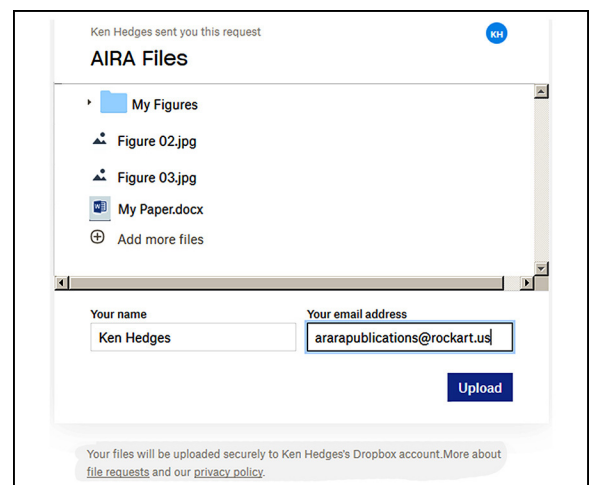 Ken Hedges sent you this request
KH
AIRA Files
My Figures
Figure 02.jpg
Figure 03.jpg
My Paper.docx
Add more files
Your name
Your email address
Ken Hedges
ararapublications@rockart.us
Upload
Your files will be uploaded securely to Ken Hedges's Dropbox account.More about
file requests and our privacy policy.